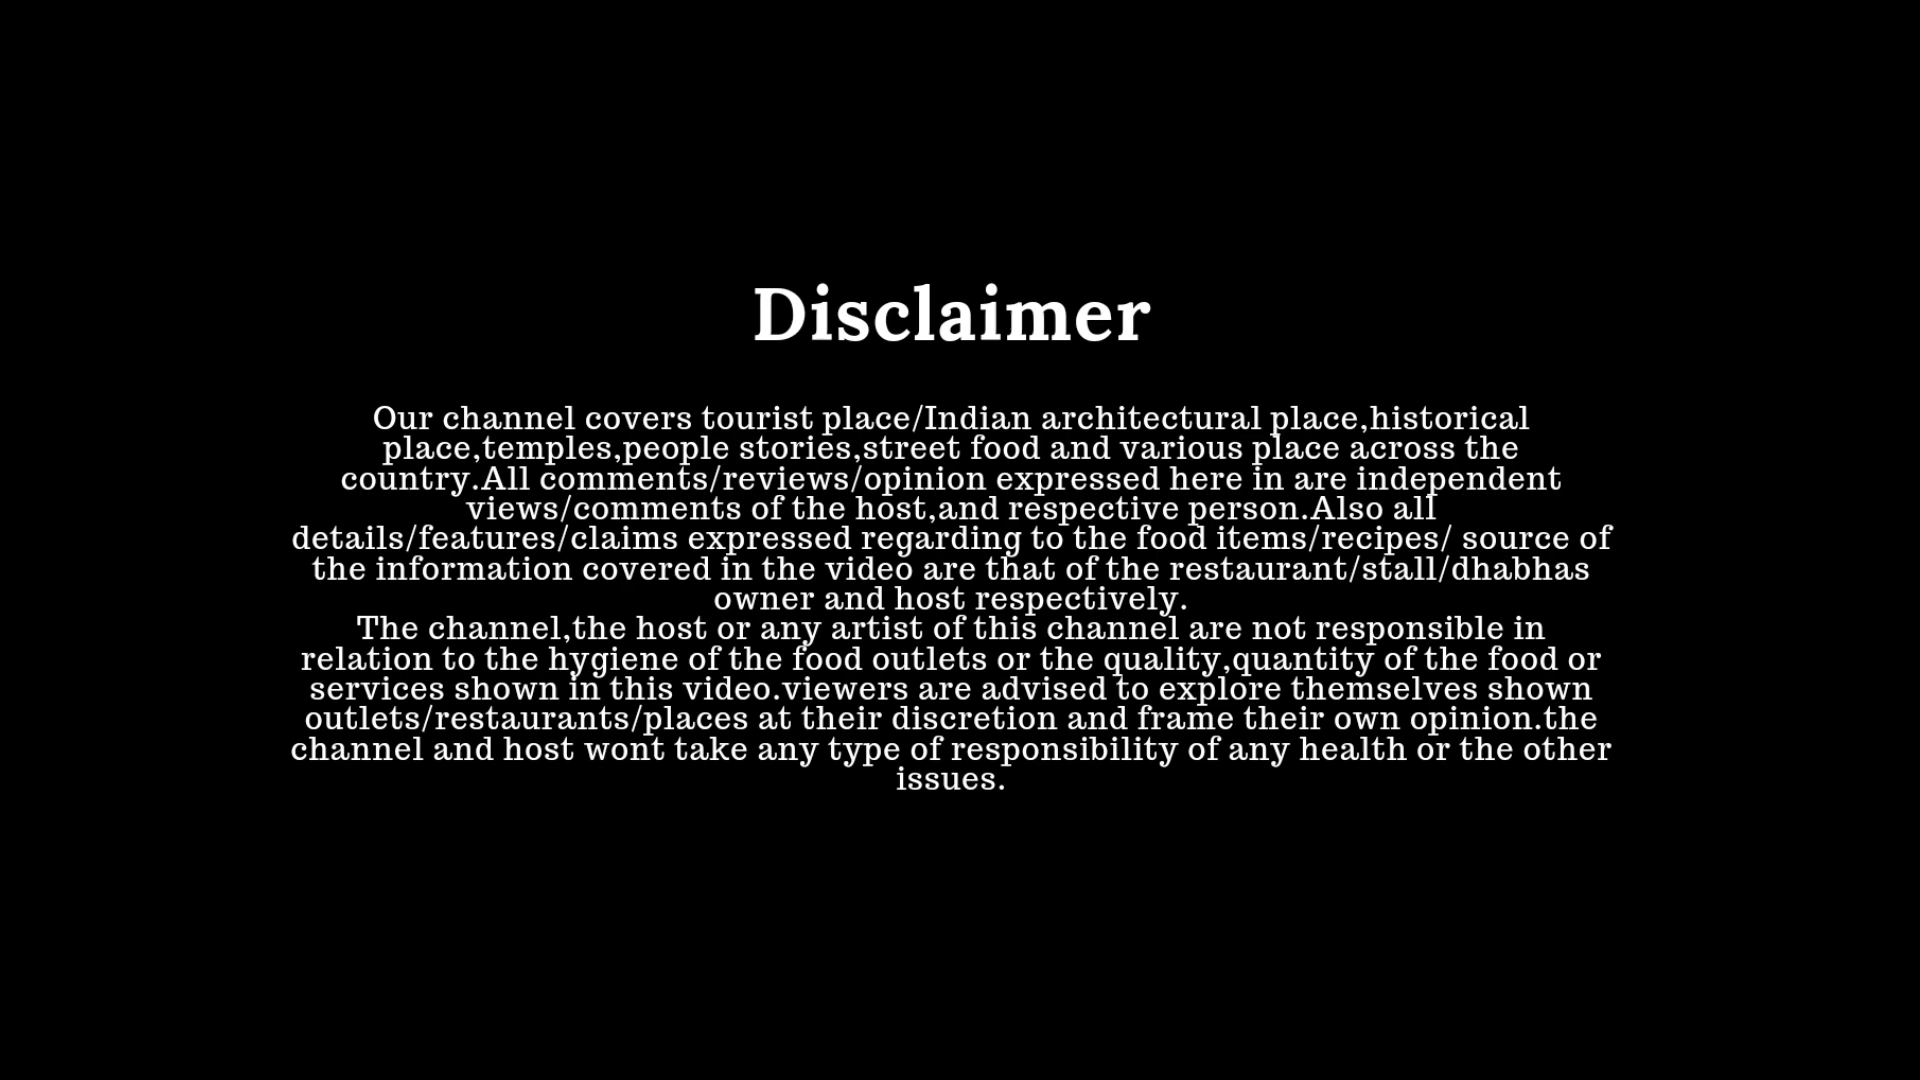 Disclaimer
Our channel covers tourist place/Indian architectural place,historical
place,temples,people stories,street food and various place across the
country.All comments/reviews/opinion expressed here in are independent
views/comments of the host,and respective person.Also all
details/features/claims expressed regarding to the food items/recipes/ source of
the information covered in the video are that of the restaurant/stall/dhabhas
owner and host respectively.
The channel,the host or any artist of this channel are not responsible in
relation to the hygiene of the food outlets or the quality,quantity of the food or
services shown in this video.viewers are advised to explore themselves shown
outlets/restaurants/places at their discretion and frame their own opinion.the
channel and host wont take any type of responsibility of any health or the other
issues.